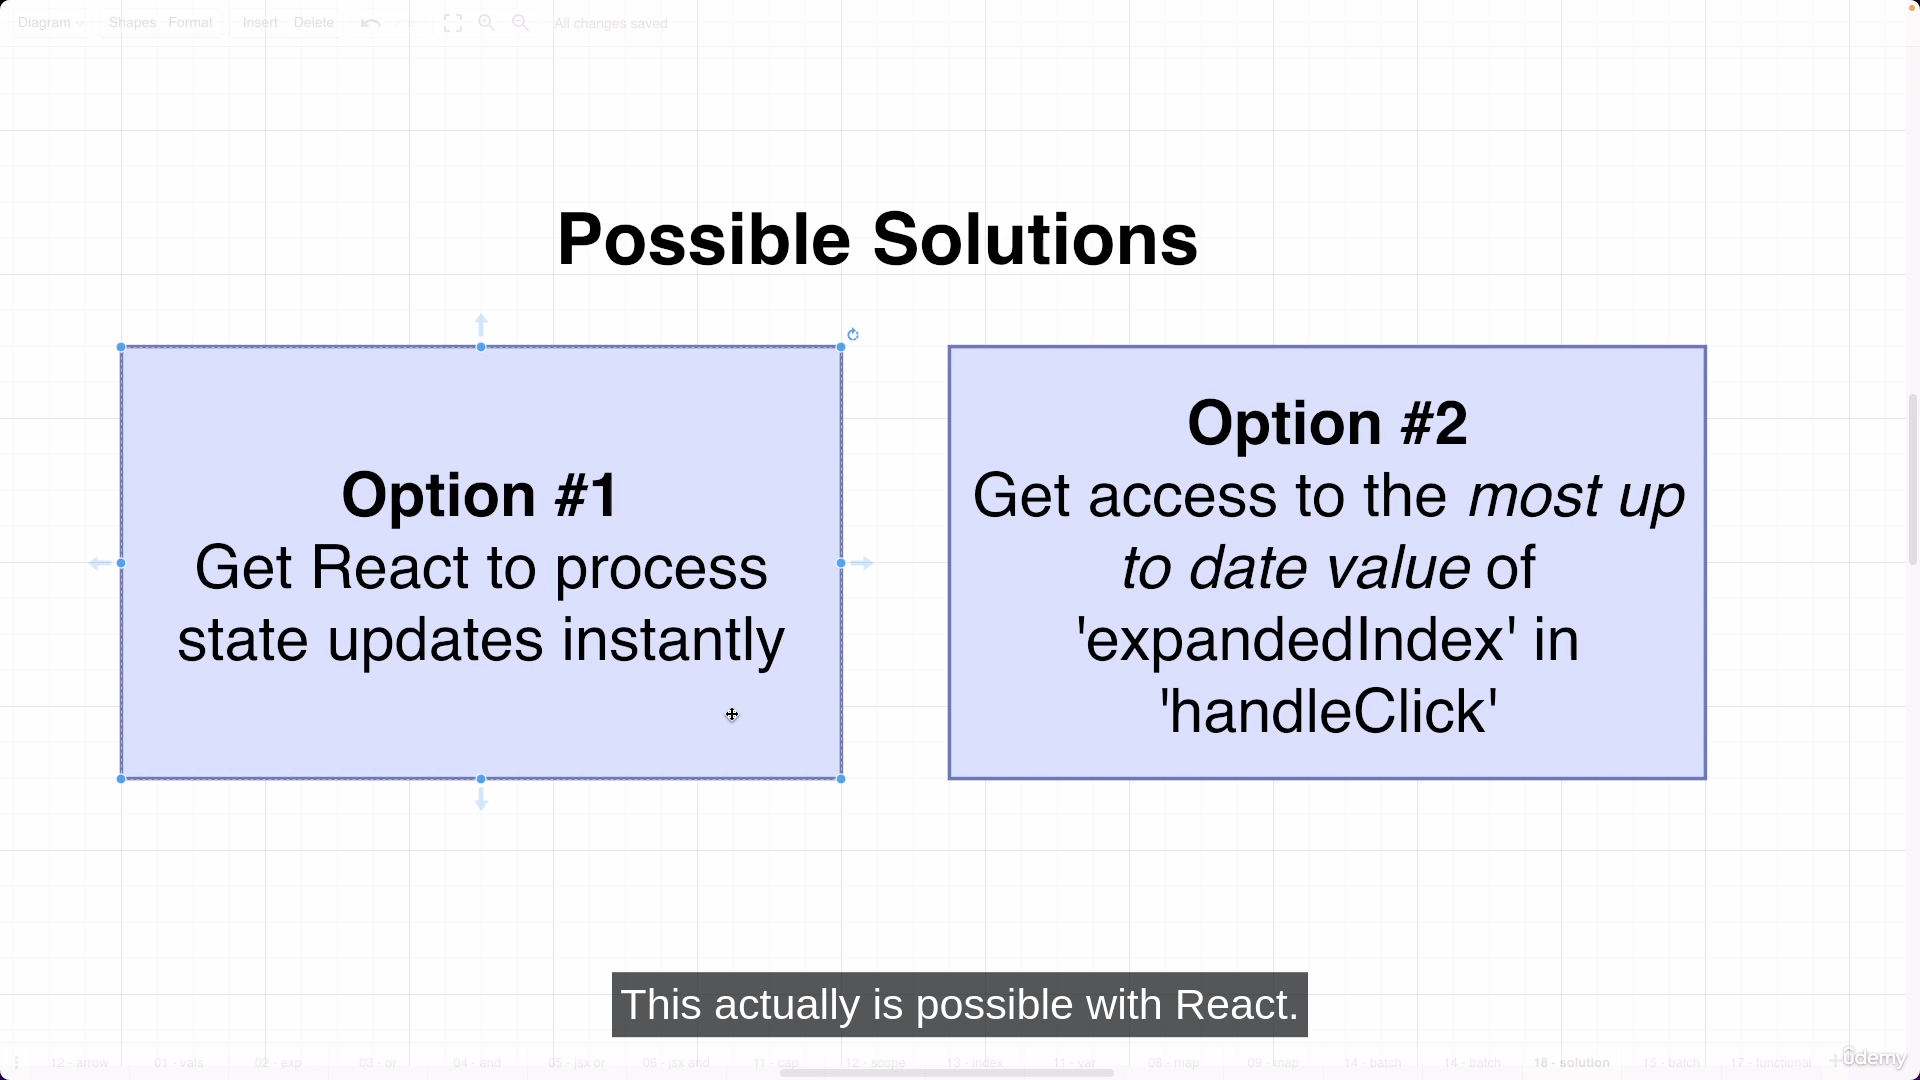 Diagram Shapes Format Insert Delete All changes saved
Possible Solutions
Option #1
Get React to process
state updates instantly
Option #2
Get access to the most up
to date value of
'expandedIndex' in
'handleClick'
This actually is possible with React.
12 - arrow 01 - vals 02 - exp 03 - or 04 - and 05 - jsx or 06 - jsx and 11 - cap 12 - scope 13 - index 11 - var 08 - map 09 - map 14 - batch 14 - batch 18 - solution 15 - batch 17 - functional
ûdemy